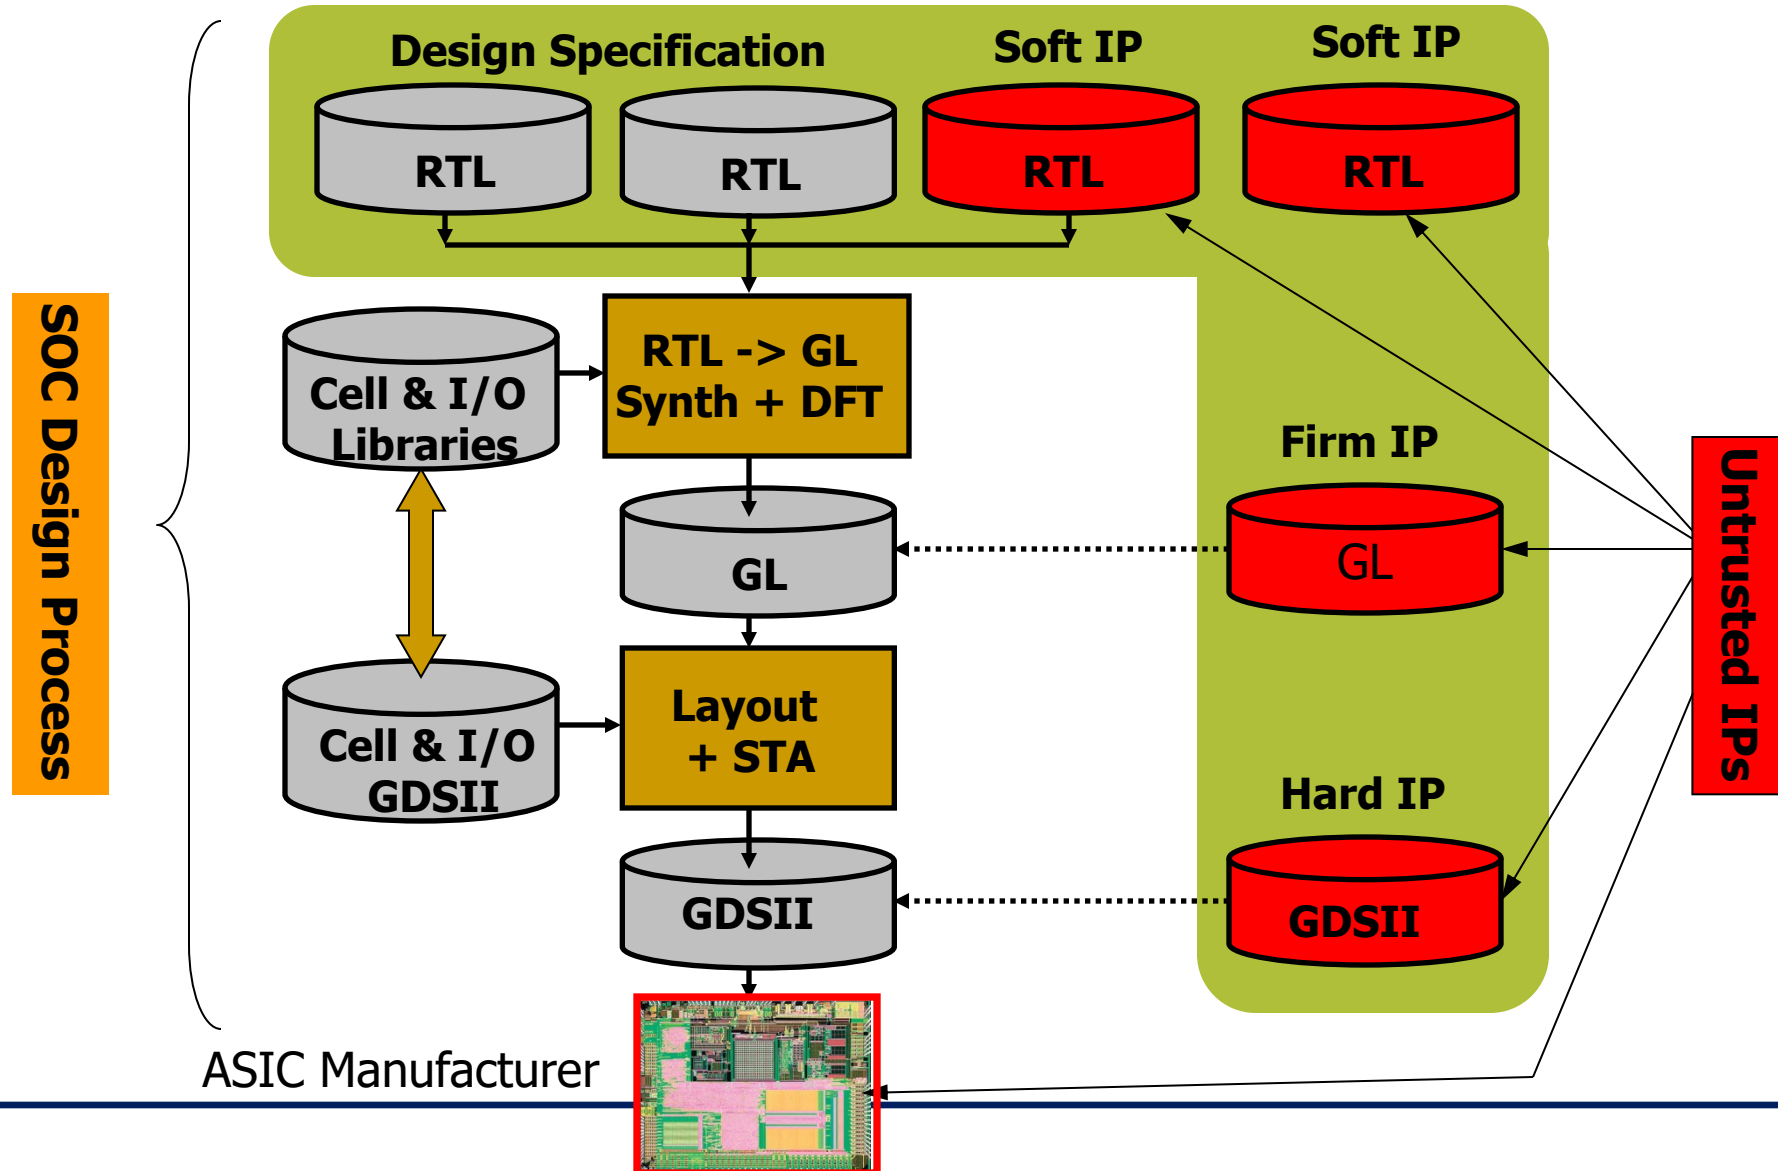 Design Specification
Soft IP
Soft IP
RTL
RTL
RTL
RTL
SOC Design Process
Cell & I/O
Libraries
RTL -> GL
Synth + DFT
Firm IP
GL
GL
Untrusted IPs
Cell & I/O
GDSII
Layout
+ STA
Hard IP
GDSII
GDSII
ASIC Manufacturer